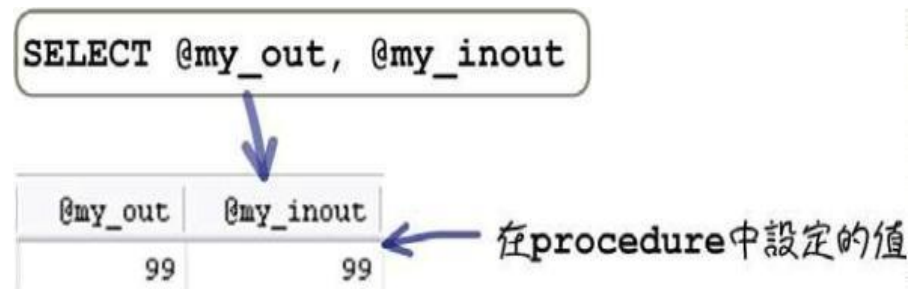 SELECT @my_out, @my_inout
@my_out @my_inout
99 99
在procedure中設定的值